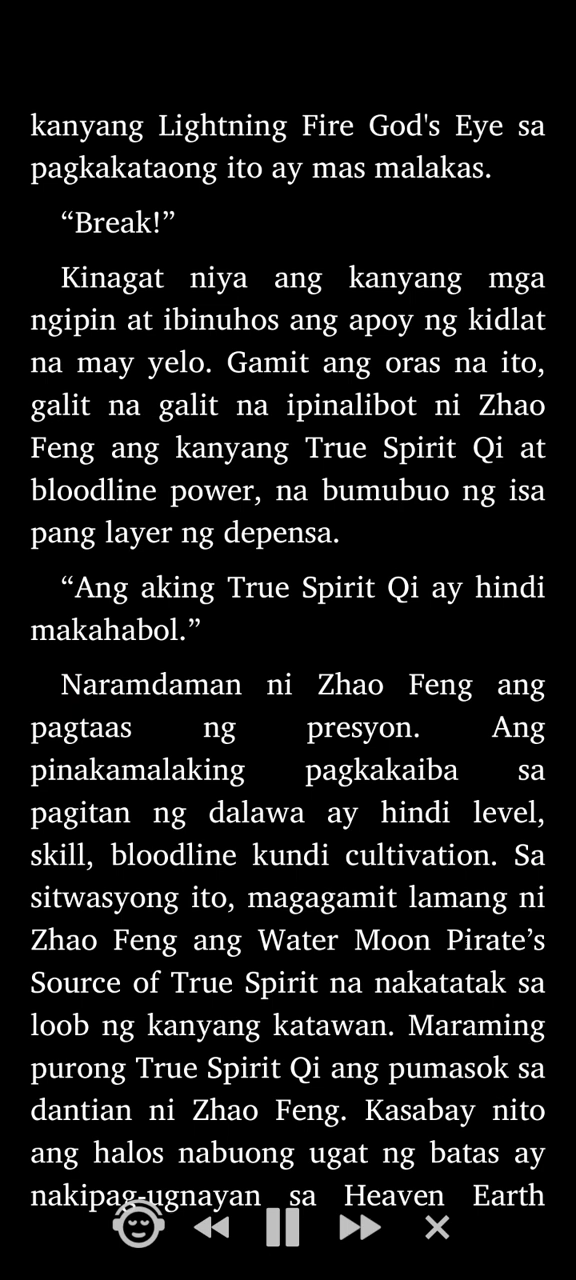 kanyang Lightning Fire God's Eye sa
pagkakataong ito ay mas malakas.
“Break!”
Kinagat niya ang kanyang mga
ngipin at ibinuhos ang apoy ng kidlat
na may yelo. Gamit ang oras na ito,
galit na galit na ipinalibot ni Zhao
Feng ang kanyang True Spirit Qi at
bloodline power, na bumubuo ng isa
pang layer ng depensa.
“Ang aking True Spirit Qi ay hindi
makahabol.”
Naramdaman ni Zhao Feng ang
pagtaas ng presyon. Ang
pinakamalaking pagkakaiba sa
pagitan ng dalawa ay hindi level,
skill, bloodline kundi cultivation. Sa
sitwasyong ito, magagamit lamang ni
Zhao Feng ang Water Moon Pirate’s
Source of True Spirit na nakatatak sa
loob ng kanyang katawan. Maraming
purong True Spirit Qi ang pumasok sa
dantian ni Zhao Feng. Kasabay nito
ang halos nabuong ugat ng batas ay
nakipag-ugnayan sa Heaven Earth